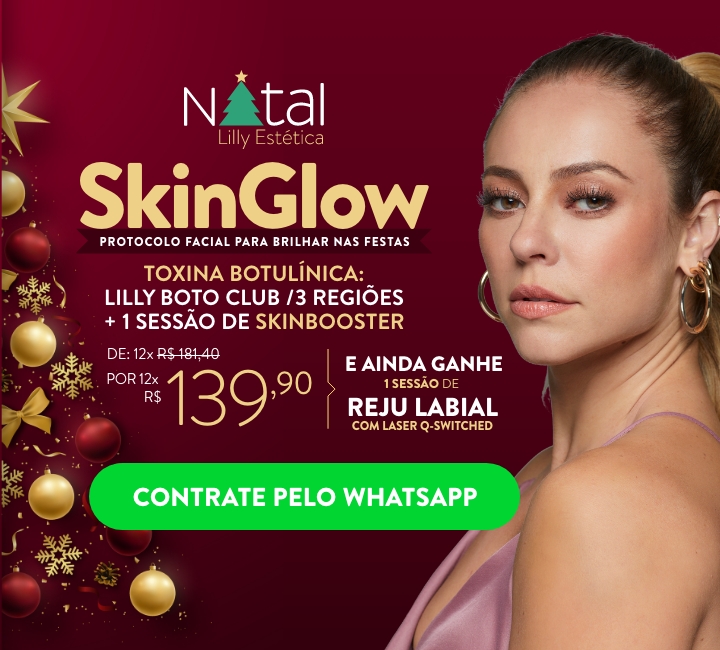 Natal
Lilly Estética
SkinGlow
PROTOCOLO FACIAL PARA BRILHAR NAS FESTAS
TOXINA BOTULÍNICA:
LILLY BOTO CLUB /3 REGIÕES
+ 1 SESSÃO DE SKINBOOSTER
DE: 12x R$ 181,40
POR 12x
R$ 139,90
E AINDA GANHE
1 SESSÃO DE
REJU LABIAL
COM LASER Q-SWITCHED
CONTRATE PELO WHATSAPP